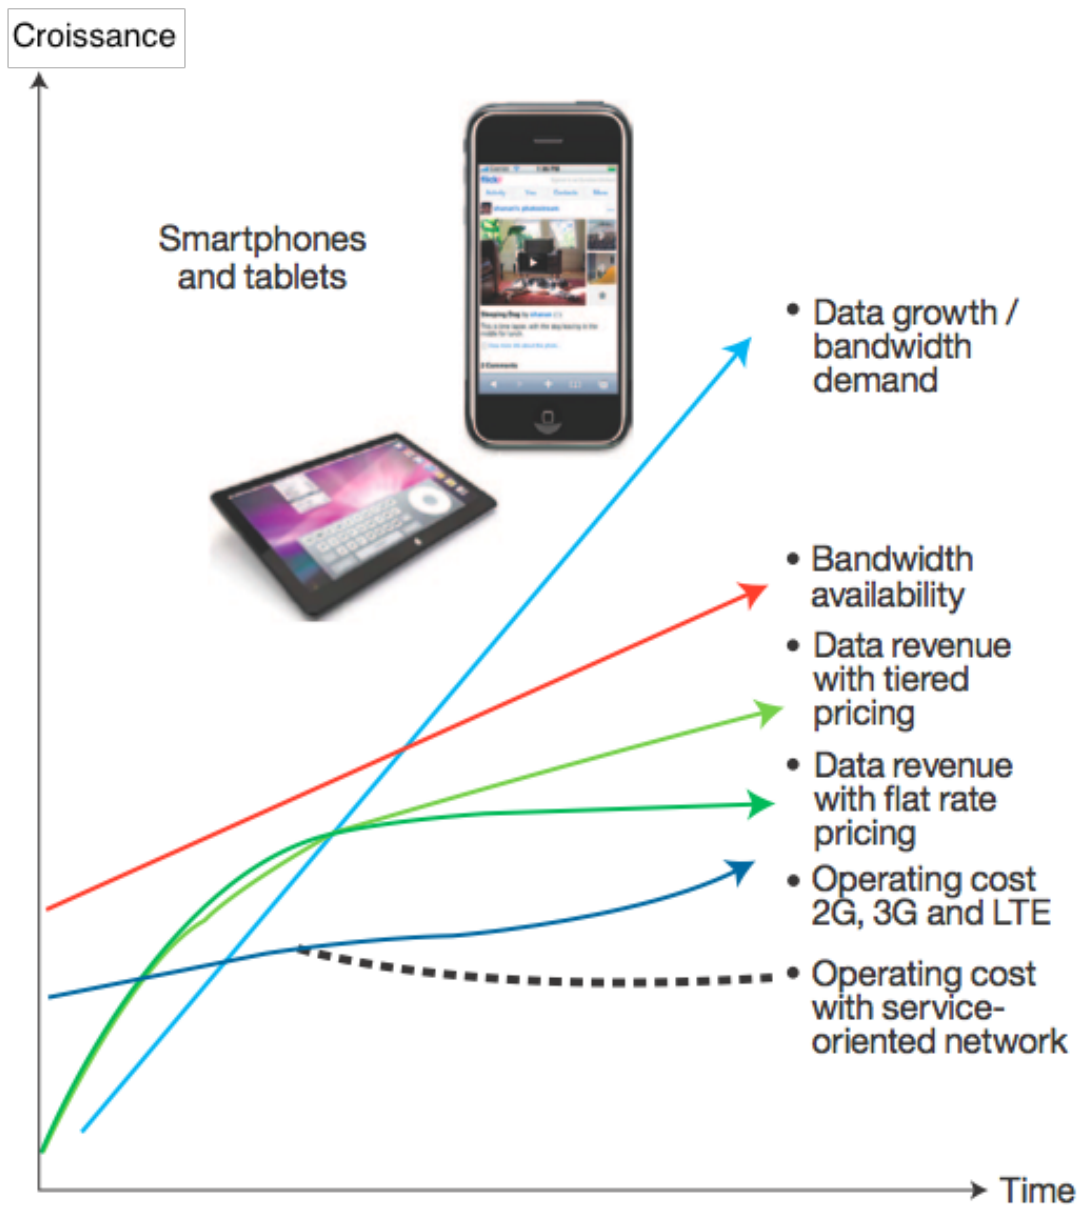 Croissance
Smartphones
and tablets
flickr
• Data growth /
bandwidth
demand
• Bandwidth
availability
• Data revenue
with tiered
pricing
• Data revenue
with flat rate
pricing
• Operating cost
2G, 3G and LTE
• Operating cost
with service-
oriented network
Time